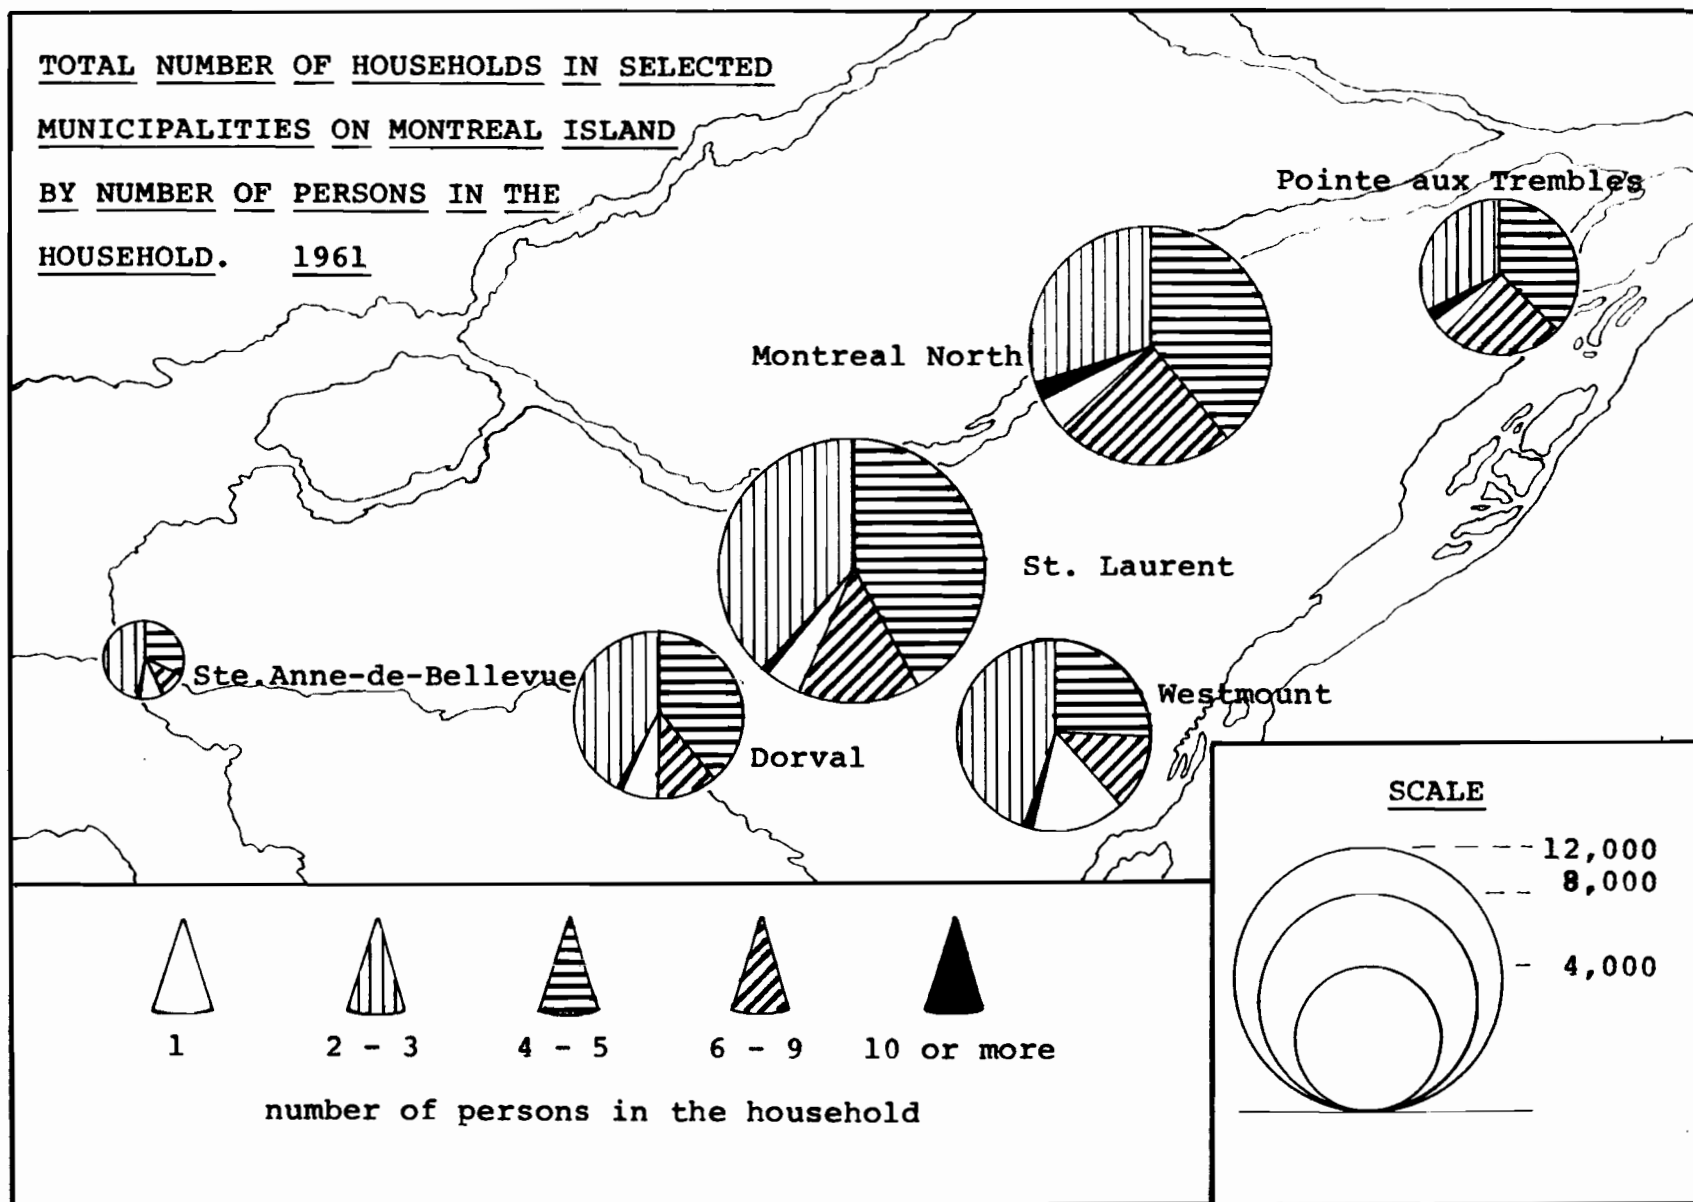 TOTAL NUMBER OF HOUSEHOLDS IN SELECTED
MUNICIPALITIES ON MONTREAL ISLAND
BY NUMBER OF PERSONS IN THE
HOUSEHOLD. 1961
Pointe aux Trembles
Montreal North
St. Laurent
Ste.Anne-de-Bellevue
Westmount
Dorval
SCALE
12,000
8,000
4,000
1
2 - 3
4 - 5
6 - 9
10 or more
number of persons in the household